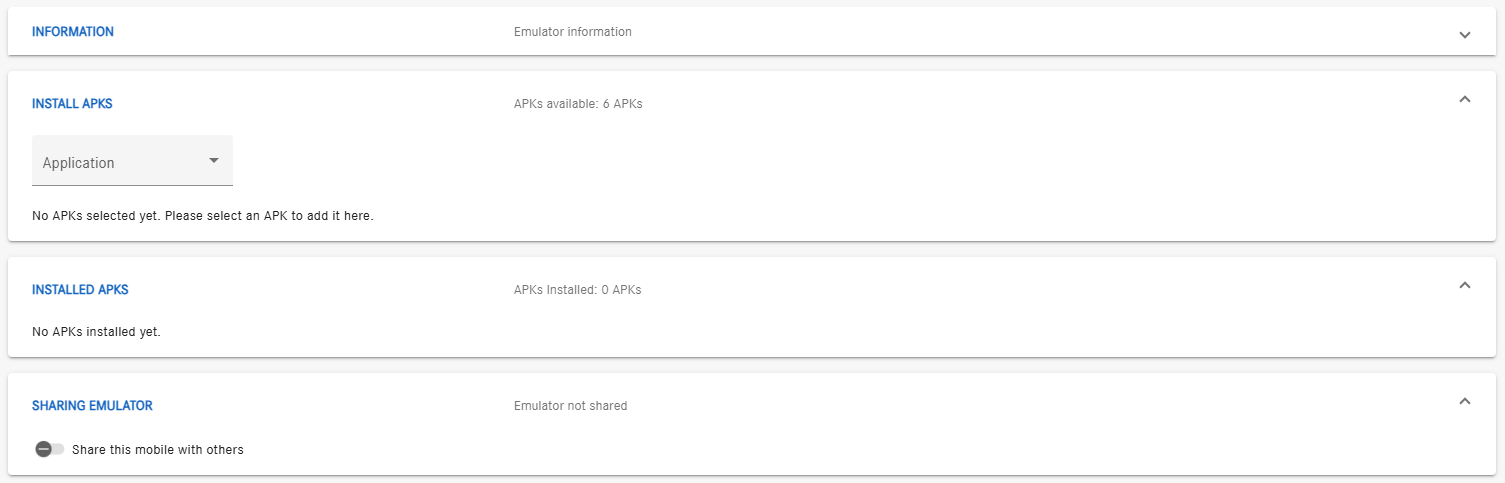 INFORMATION Emulator information
INSTALL APKS APKs available: 6 APKs
Application
No APKs selected yet. Please select an APK to add it here.
INSTALLED APKS APKs Installed: 0 APKs
No APKs installed yet.
SHARING EMULATOR Emulator not shared
Share this mobile with others